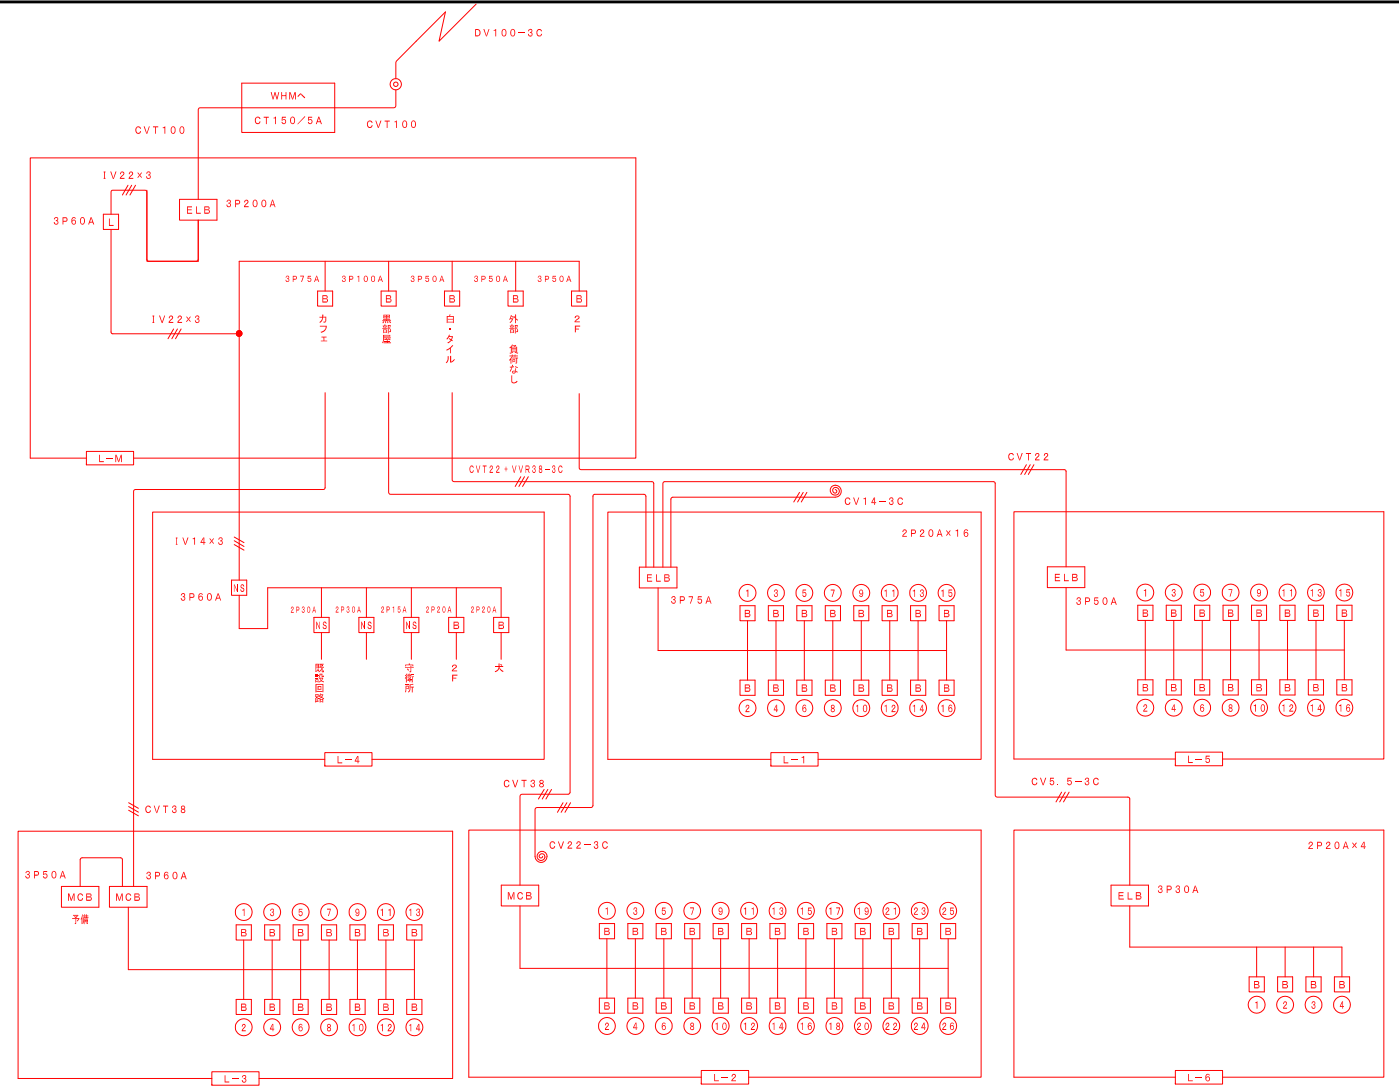 DV100-3C
WHMへ
CT150/5A
CVT100
CVT100
IV22×3
3P60A
L
ELB
3P200A
3P75A
3P100A
3P50A
3P50A
3P50A
B
B
B
B
B
カフェ
黒部屋
白・タイル
外部 負荷なし
2F
IV22×3
L-M
CVT22+VVR38-3C
CVT22
CV14-3C
IV14×3
3P60A
NS
2P30A
2P30A
2P15A
2P20A
2P20A
NS
NS
NS
B
B
既設回路
守衛所
2F
犬
L-4
2P20A×16
ELB
3P75A
1 3 5 7 9 11 13 15
B B B B B B B B
B B B B B B B B
2 4 6 8 10 12 14 16
L-1
ELB
3P50A
1 3 5 7 9 11 13 15
B B B B B B B B
B B B B B B B B
2 4 6 8 10 12 14 16
L-5
CVT38
CVT38
CV5.5-3C
3P50A
MCB
予備
MCB
3P60A
1 3 5 7 9 11 13
B B B B B B B
B B B B B B B
2 4 6 8 10 12 14
L-3
CV22-3C
MCB
1 3 5 7 9 11 13 15 17 19 21 23 25
B B B B B B B B B B B B B
B B B B B B B B B B B B B
2 4 6 8 10 12 14 16 18 20 22 24 26
L-2
2P20A×4
ELB
3P30A
B B B B
1 2 3 4
L-6